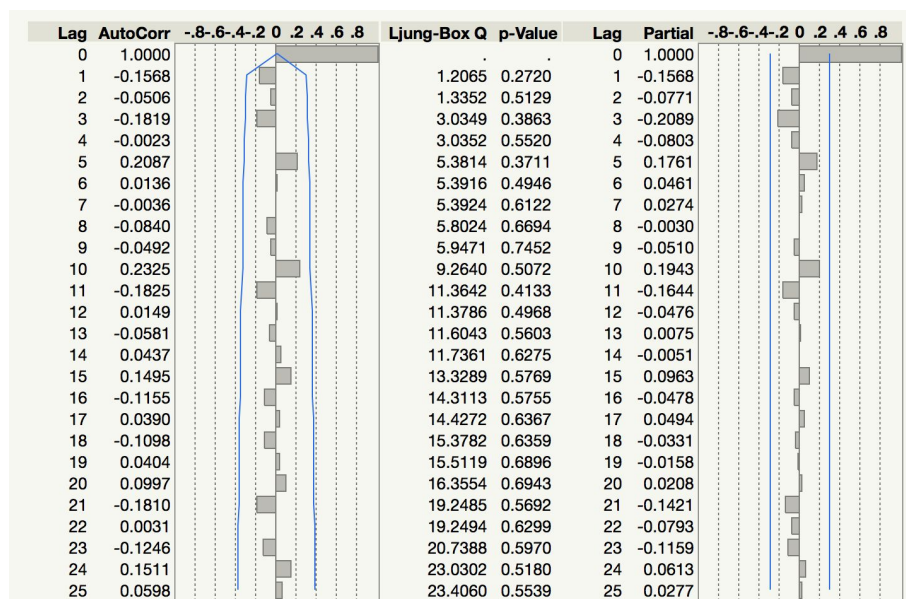 Lag AutoCorr -.8-.6-.4-.2 0 .2 .4 .6 .8 Ljung-Box Q p-Value Lag Partial -.8-.6-.4-.2 0 .2 .4 .6 .8
0 1.0000 . . 0 1.0000
1 -0.1568 1.2065 0.2720 1 -0.1568
2 -0.0506 1.3352 0.5129 2 -0.0771
3 -0.1819 3.0349 0.3863 3 -0.2089
4 -0.0023 3.0352 0.5520 4 -0.0803
5 0.2087 5.3814 0.3711 5 0.1761
6 0.0136 5.3916 0.4946 6 0.0461
7 -0.0036 5.3924 0.6122 7 0.0274
8 -0.0840 5.8024 0.6694 8 -0.0030
9 -0.0492 5.9471 0.7452 9 -0.0510
10 0.2325 9.2640 0.5072 10 0.1943
11 -0.1825 11.3642 0.4133 11 -0.1644
12 0.0149 11.3786 0.4968 12 -0.0476
13 -0.0581 11.6043 0.5603 13 0.0075
14 0.0437 11.7361 0.6275 14 -0.0051
15 0.1495 13.3289 0.5769 15 0.0963
16 -0.1155 14.3113 0.5755 16 -0.0478
17 0.0390 14.4272 0.6367 17 0.0494
18 -0.1098 15.3782 0.6359 18 -0.0331
19 0.0404 15.5119 0.6896 19 -0.0158
20 0.0997 16.3554 0.6943 20 0.0208
21 -0.1810 19.2485 0.5692 21 -0.1421
22 0.0031 19.2494 0.6299 22 -0.0793
23 -0.1246 20.7388 0.5970 23 -0.1159
24 0.1511 23.0302 0.5180 24 0.0613
25 0.0598 23.4060 0.5539 25 0.0277